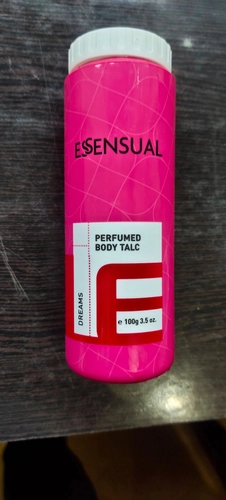 ESSENSUAL
PERFUMED
BODY TALC
DREAMS
e 100g 3.5 oz.